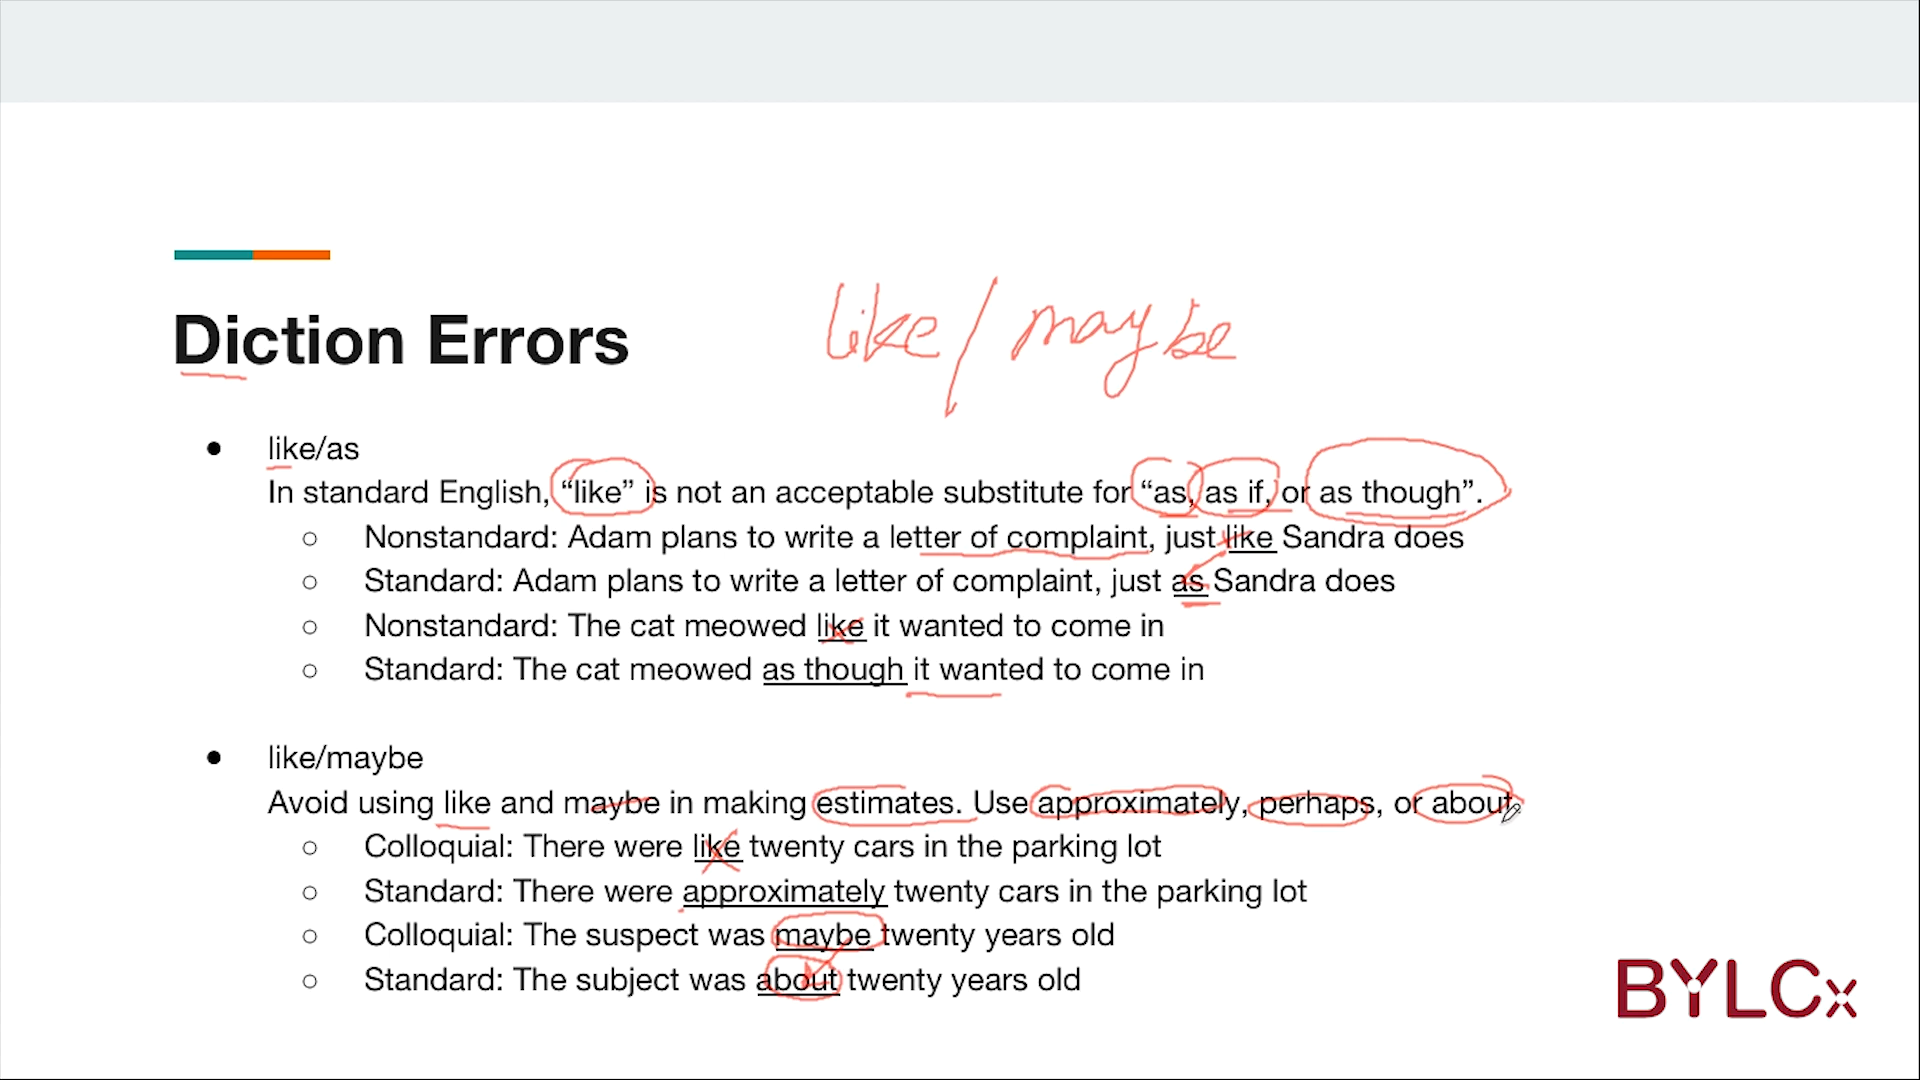 like/maybe
Diction Errors
● like/as
In standard English, “like” is not an acceptable substitute for “as, as if, or as though”.
○ Nonstandard: Adam plans to write a letter of complaint, just like Sandra does
○ Standard: Adam plans to write a letter of complaint, just as Sandra does
○ Nonstandard: The cat meowed like it wanted to come in
○ Standard: The cat meowed as though it wanted to come in
● like/maybe
Avoid using like and maybe in making estimates. Use approximately, perhaps, or about.
○ Colloquial: There were like twenty cars in the parking lot
○ Standard: There were approximately twenty cars in the parking lot
○ Colloquial: The suspect was maybe twenty years old
○ Standard: The subject was about twenty years old
BYLCx